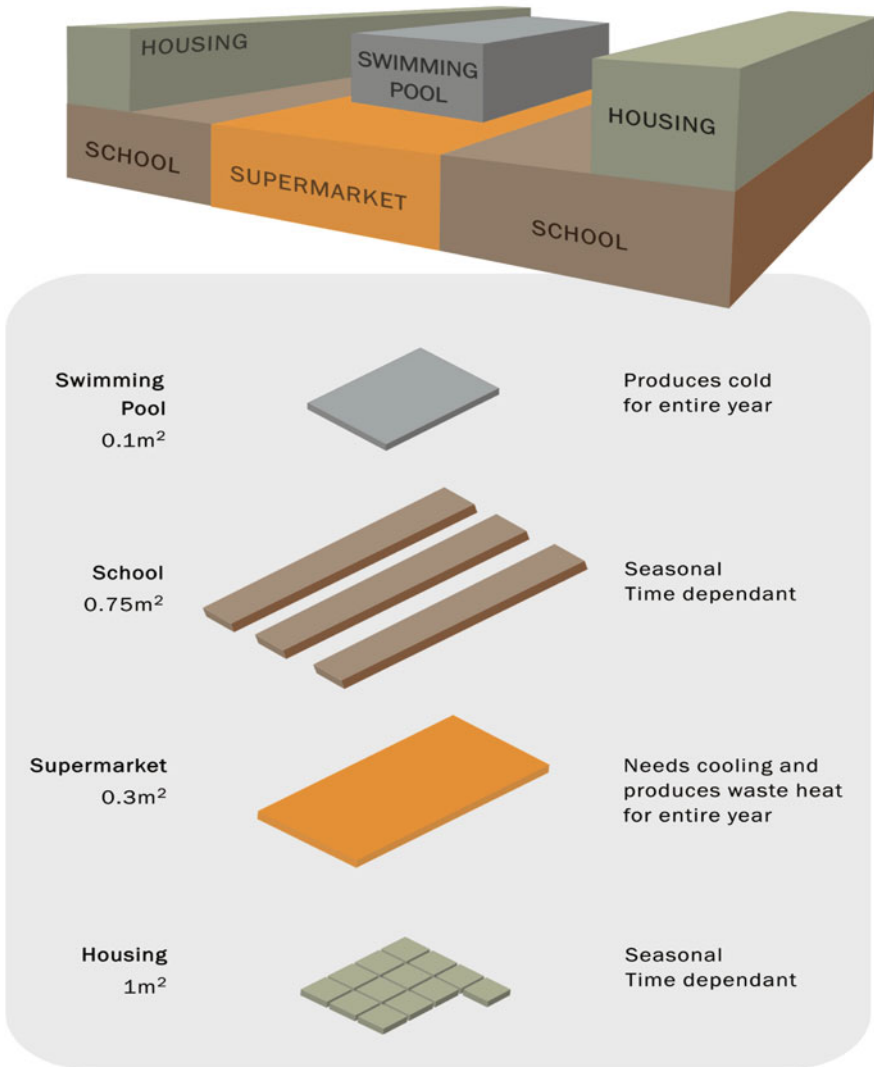 HOUSING
SWIMMING
POOL
HOUSING
SCHOOL
SUPERMARKET
SCHOOL
Swimming
Pool
0.1m²
Produces cold
for entire year
School
0.75m²
Seasonal
Time dependant
Supermarket
0.3m²
Needs cooling and
produces waste heat
for entire year
Housing
1m²
Seasonal
Time dependant